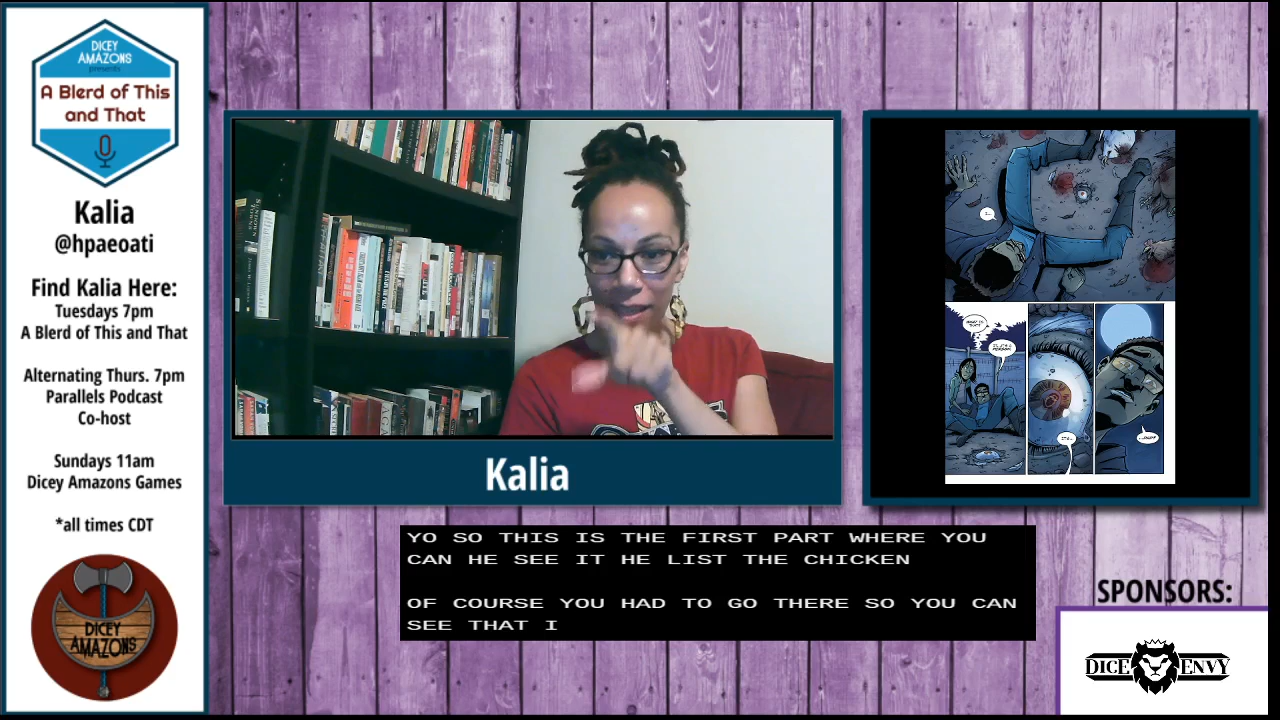 DICEY
AMAZONS
presents
A Blerd of This
and That
Kalia
@hpaeoati
Find Kalia Here:
Tuesdays 7pm
A Blerd of This and That
Alternating Thurs. 7pm
Parallels Podcast
Co-host
Sundays 11am
Dicey Amazons Games
*all times CDT
DICEY
AMAZONS
Kalia
YO SO THIS IS THE FIRST PART WHERE YOU
CAN HE SEE IT HE LIST THE CHICKEN
OF COURSE YOU HAD TO GO THERE SO YOU CAN
SEE THAT I
SPONSORS:
DICE ENVY